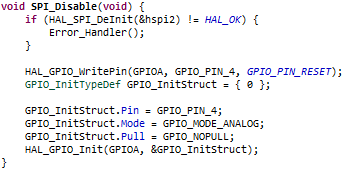 void SPI_Disable(void) {
    if (HAL_SPI_DeInit(&hspi2) != HAL_OK) {
        Error_Handler();
    }

    HAL_GPIO_WritePin(GPIOA, GPIO_PIN_4, GPIO_PIN_RESET);
    GPIO_InitTypeDef GPIO_InitStruct = { 0 };

    GPIO_InitStruct.Pin = GPIO_PIN_4;
    GPIO_InitStruct.Mode = GPIO_MODE_ANALOG;
    GPIO_InitStruct.Pull = GPIO_NOPULL;
    HAL_GPIO_Init(GPIOA, &GPIO_InitStruct);
}